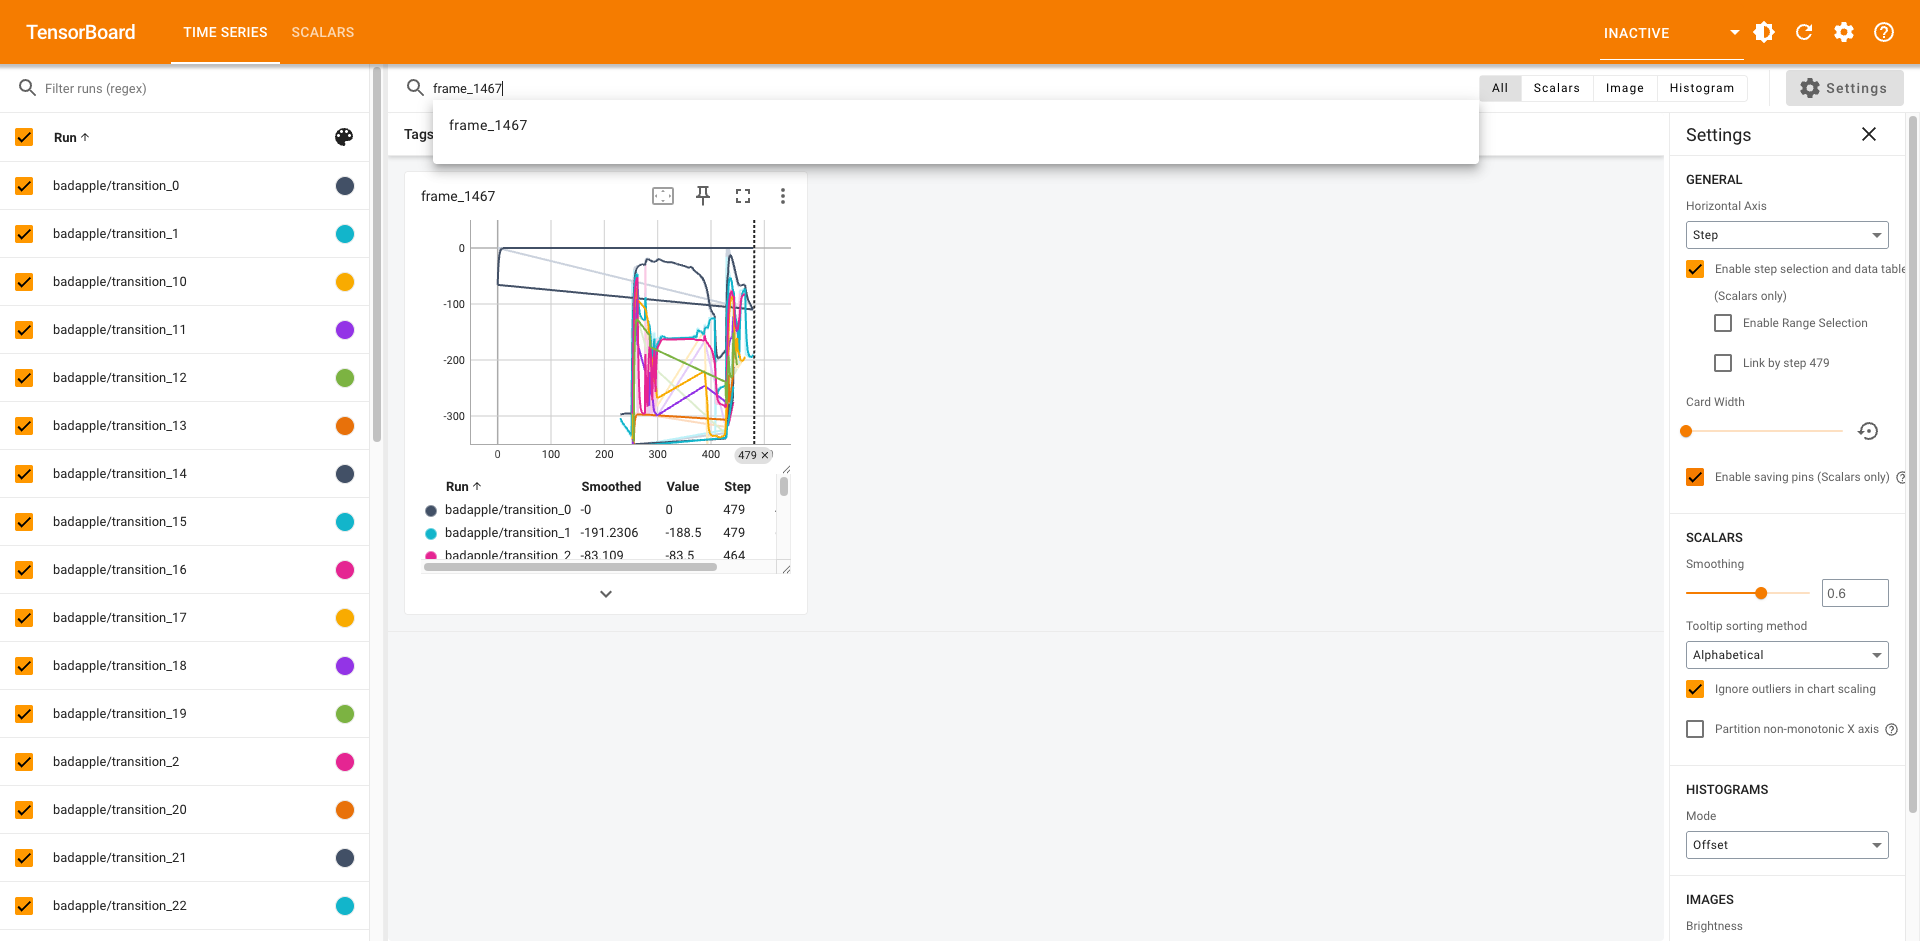 TensorBoard
TIME SERIES
SCALARS
INACTIVE
Filter runs (regex)
Run
badapple/transition_0
badapple/transition_1
badapple/transition_10
badapple/transition_11
badapple/transition_12
badapple/transition_13
badapple/transition_14
badapple/transition_15
badapple/transition_16
badapple/transition_17
badapple/transition_18
badapple/transition_19
badapple/transition_2
badapple/transition_20
badapple/transition_21
badapple/transition_22
frame_1467
All
Scalars
Image
Histogram
Settings
frame_1467
Tags
frame_1467
0
-100
-200
-300
0 100 200 300 400 479
Run Smoothed Value Step
badapple/transition_0 -0 0 479
badapple/transition_1 -191.2306 -188.5 479
badapple/transition_2 -83.109 -83.5 464
Settings
GENERAL
Horizontal Axis
Step
Enable step selection and data table
(Scalars only)
Enable Range Selection
Link by step 479
Card Width
Enable saving pins (Scalars only)
SCALARS
Smoothing
0.6
Tooltip sorting method
Alphabetical
Ignore outliers in chart scaling
Partition non-monotonic X axis
HISTOGRAMS
Mode
Offset
IMAGES
Brightness